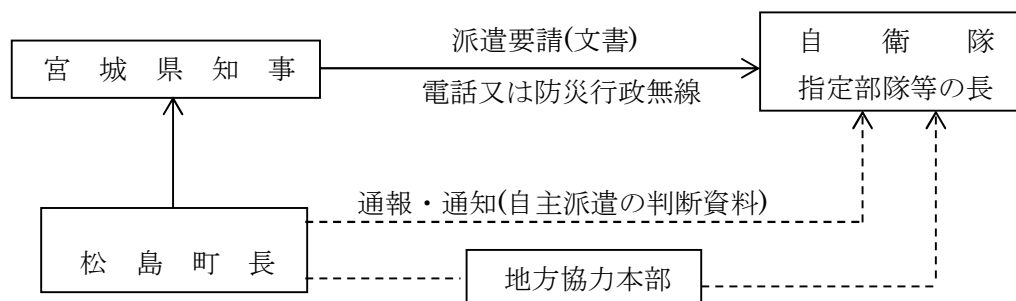 宮城県知事
派遣要請(文書)
電話又は防災行政無線
自衛隊
指定部隊等の長
通報・通知(自主派遣の判断資料)
松島町長
地方協力本部